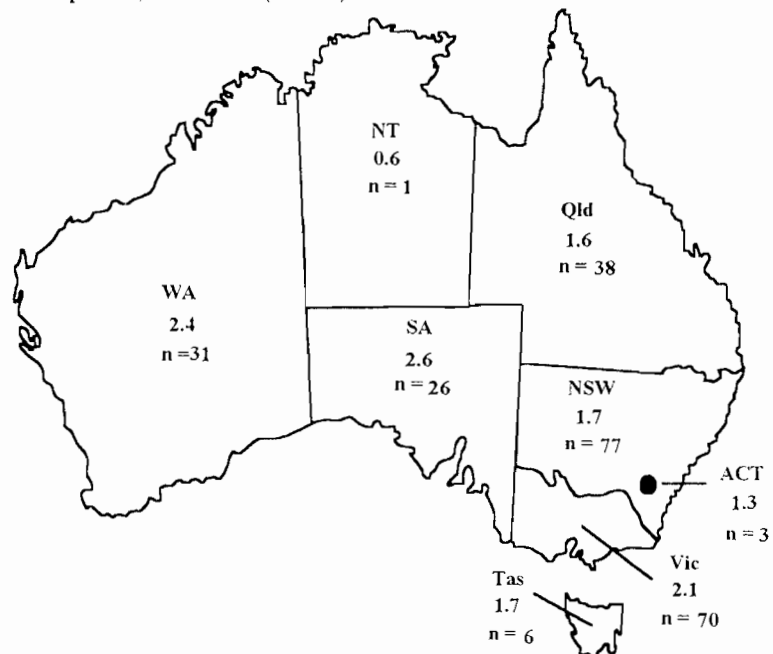 NT
0.6
n = 1
Qld
1.6
n = 38
WA
2.4
n =31
SA
2.6
n = 26
NSW
1.7
n = 77
ACT
1.3
n = 3
Vic
2.1
n = 70
Tas
1.7
n = 6